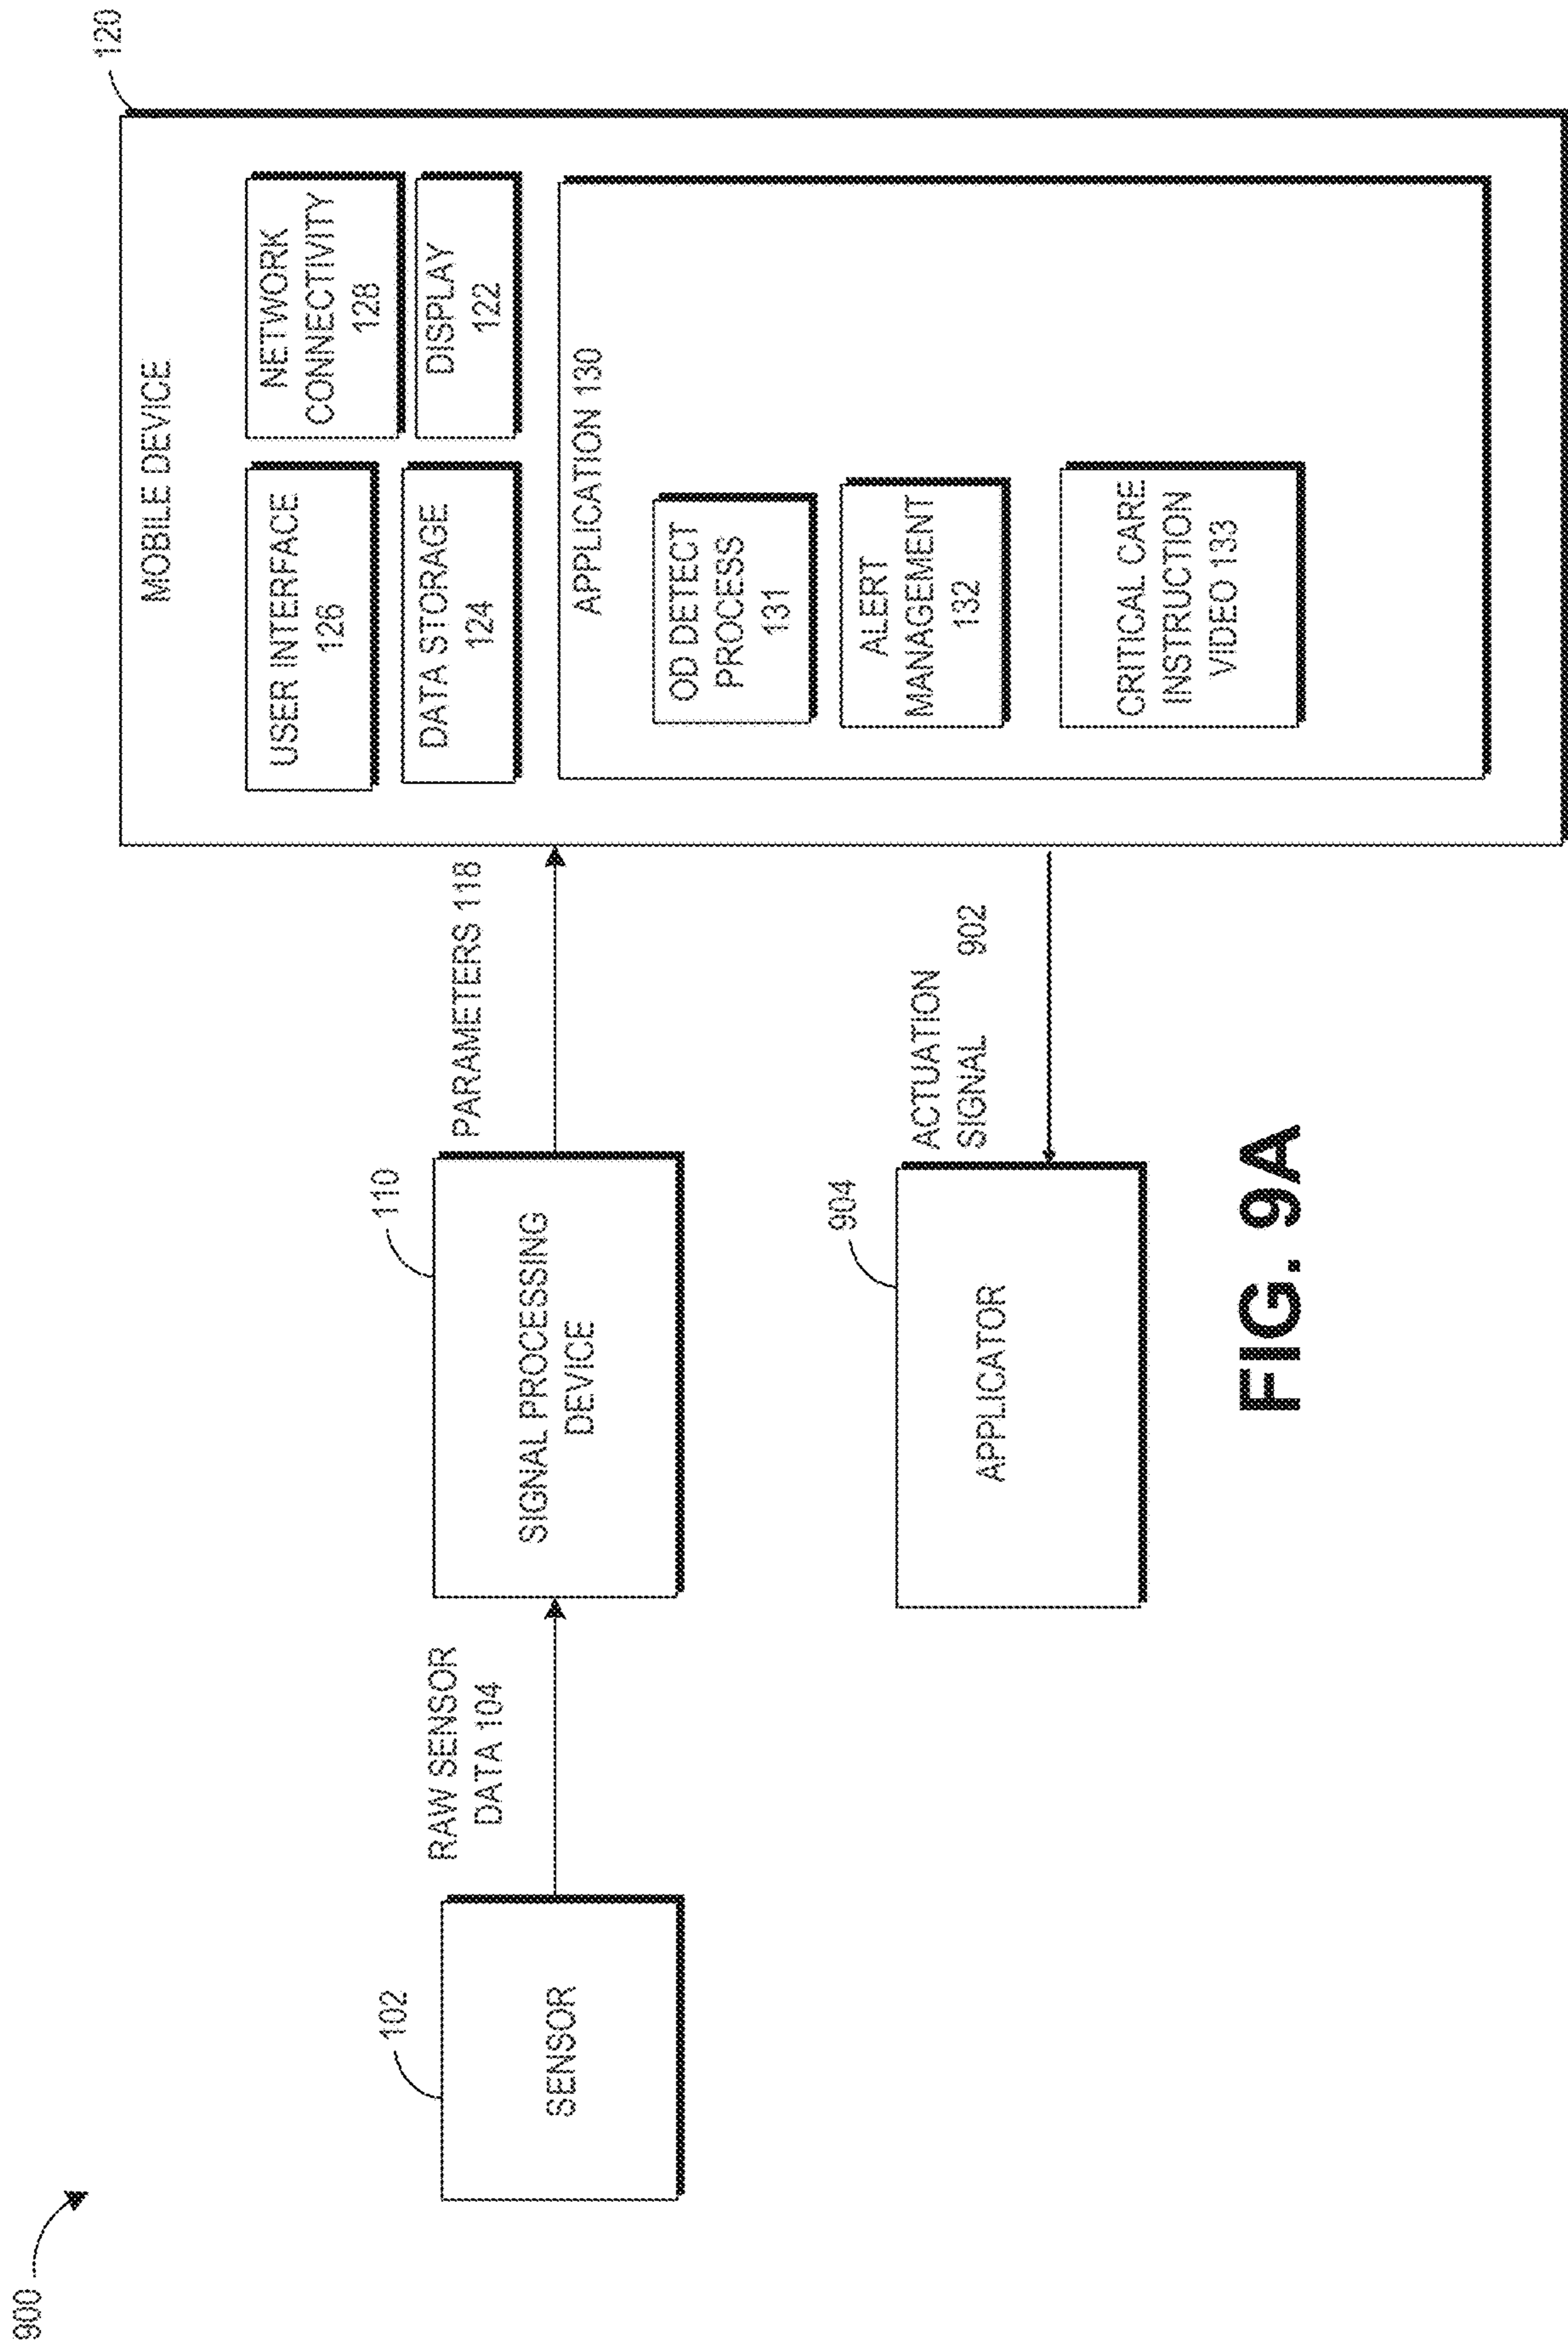 900
120
MOBILE DEVICE
USER INTERFACE
126
NETWORK
CONNECTIVITY
128
DATA STORAGE
124
DISPLAY
122
APPLICATION 130
OD DETECT
PROCESS
131
ALERT
MANAGEMENT
132
CRITICAL CARE
INSTRUCTION
VIDEO 133
102
SENSOR
RAW SENSOR
DATA 104
110
SIGNAL PROCESSING
DEVICE
PARAMETERS 118
904
APPLICATOR
ACTUATION
SIGNAL 902
FIG. 9A